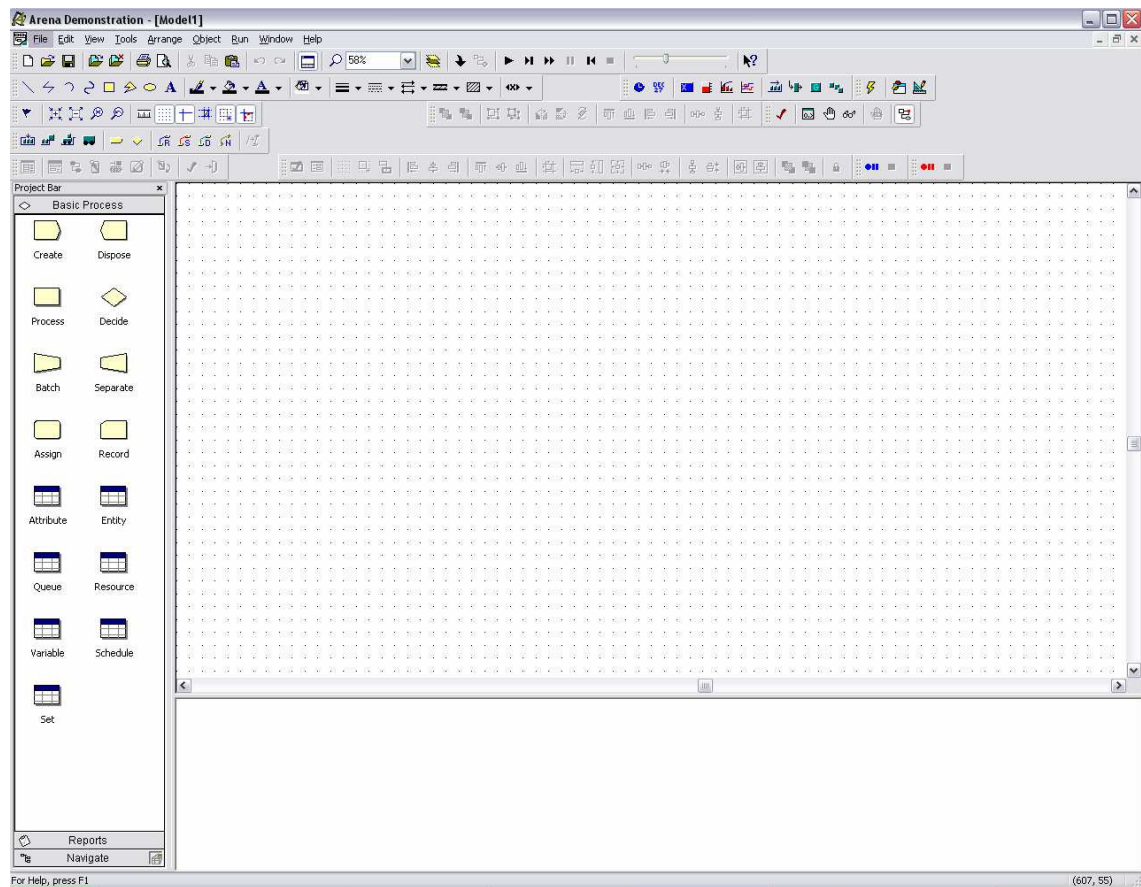 Arena Demonstration - [Model1]
File Edit View Tools Arrange Object Run Window Help
58%
Project Bar
Basic Process
Create Dispose
Process Decide
Batch Separate
Assign Record
Attribute Entity
Queue Resource
Variable Schedule
Set
Reports
Navigate
For Help, press F1 (607, 55)